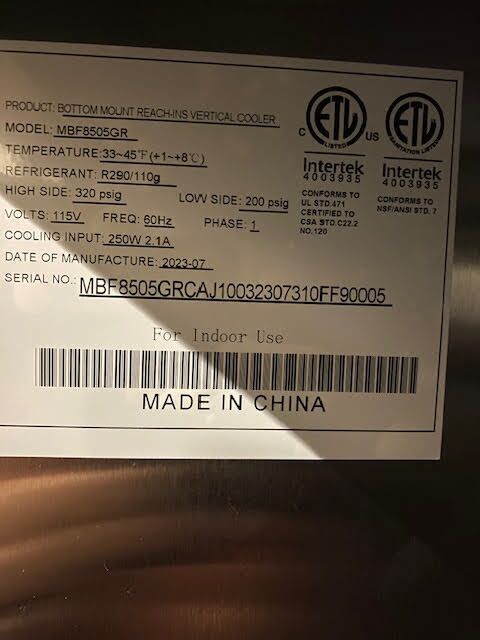 PRODUCT: BOTTOM MOUNT REACH-INS VERTICAL COOLER
MODEL: MBF8505GR
TEMPERATURE:33~45℉(+1~+8℃)
REFRIGERANT: R290/110g
HIGH SIDE: 320 psig LOW SIDE: 200 psig
VOLTS: 115V FREQ: 60Hz PHASE: 1
COOLING INPUT: 250W 2.1A
DATE OF MANUFACTURE: 2023-07
SERIAL NO.: MBF8505GRCAJ10032307310FF90005
C ETL US
LISTED
Intertek
4003935
CONFORMS TO
UL STD.471
CERTIFIED TO
CSA STD.C22.2
NO.120
ETL
SANITATION LISTED
Intertek
4003935
CONFORMS TO
NSF/ANSI STD. 7
For Indoor Use
MADE IN CHINA